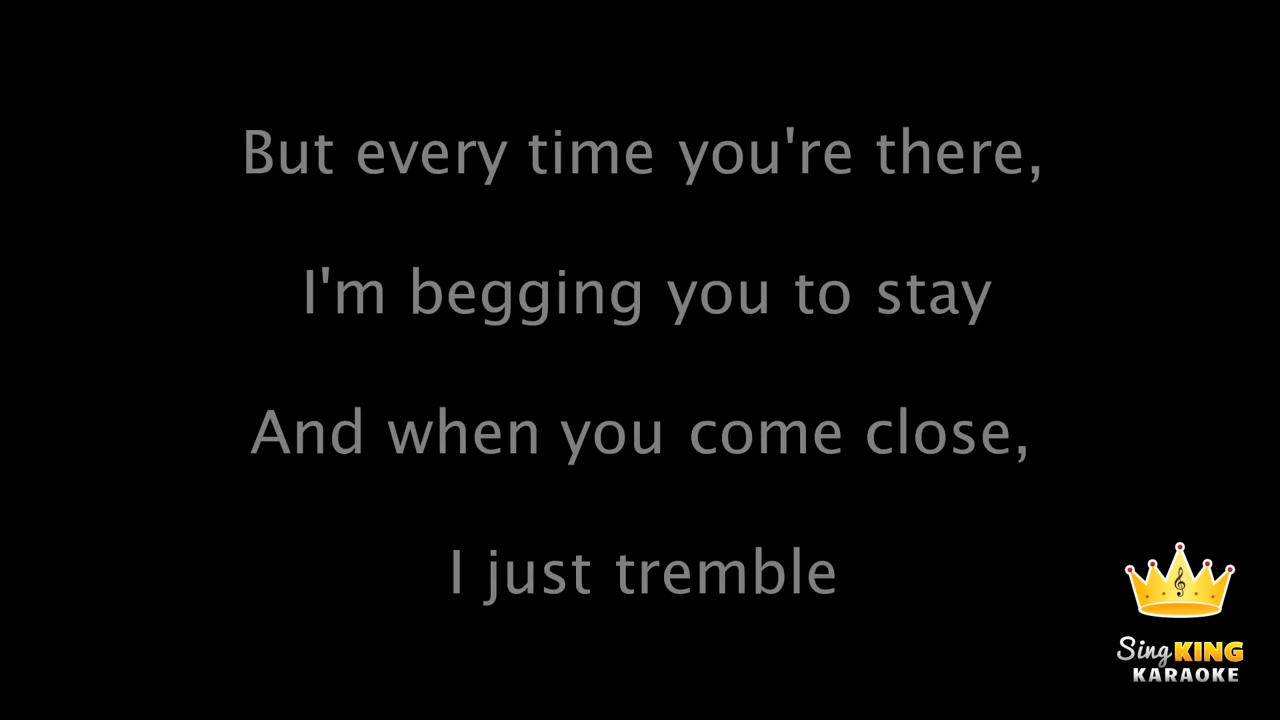 But every time you're there,
I'm begging you to stay
And when you come close,
I just tremble
Sing KING
KARAOKE